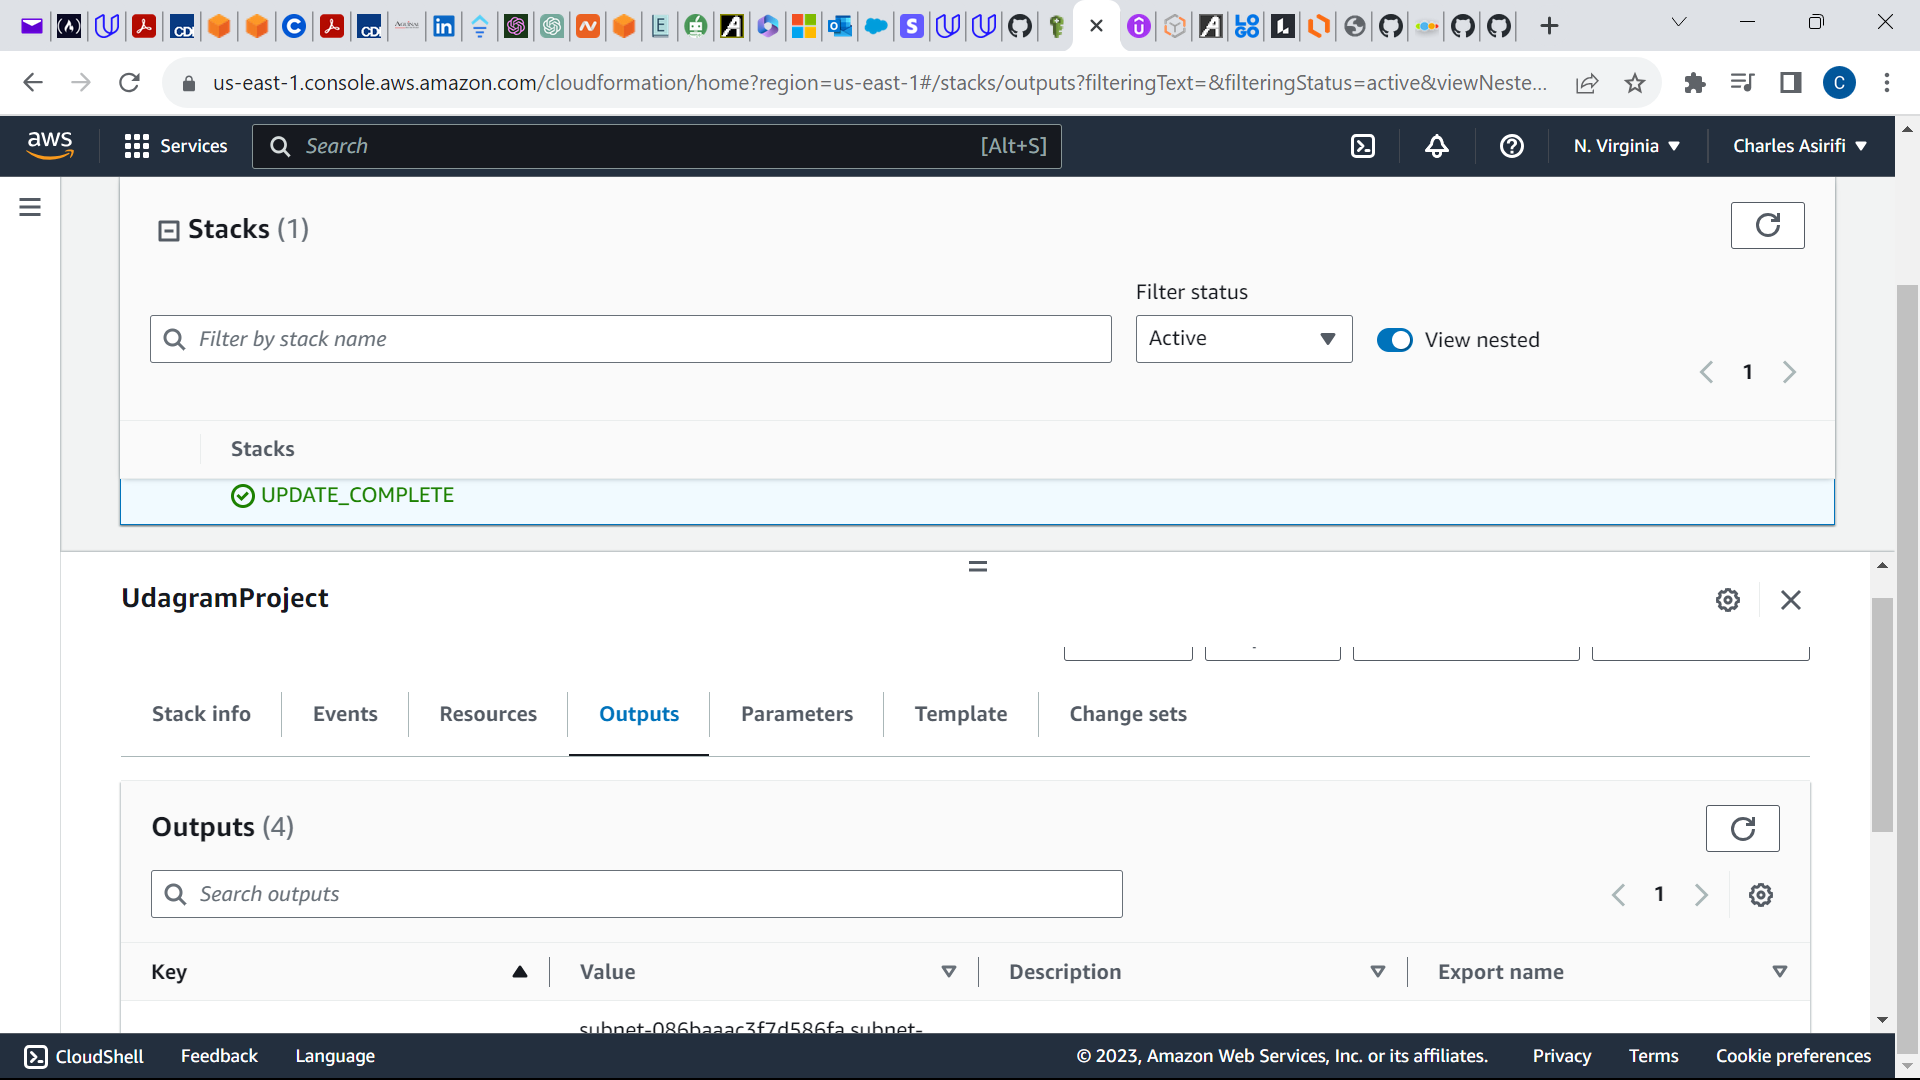 us-east-1.console.aws.amazon.com/cloudformation/home?region=us-east-1#/stacks/outputs?filteringText=&filteringStatus=active&viewNeste...
C
aws
Services
Search
[Alt+S]
N. Virginia
Charles Asirifi
Stacks (1)
Filter status
Filter by stack name
Active
View nested
1
Stacks
UPDATE_COMPLETE
UdagramProject
Stack info
Events
Resources
Outputs
Parameters
Template
Change sets
Outputs (4)
Search outputs
1
Key
Value
Description
Export name
subnet-086baaac3f7d586fa,subnet-
CloudShell
Feedback
Language
© 2023, Amazon Web Services, Inc. or its affiliates.
Privacy
Terms
Cookie preferences